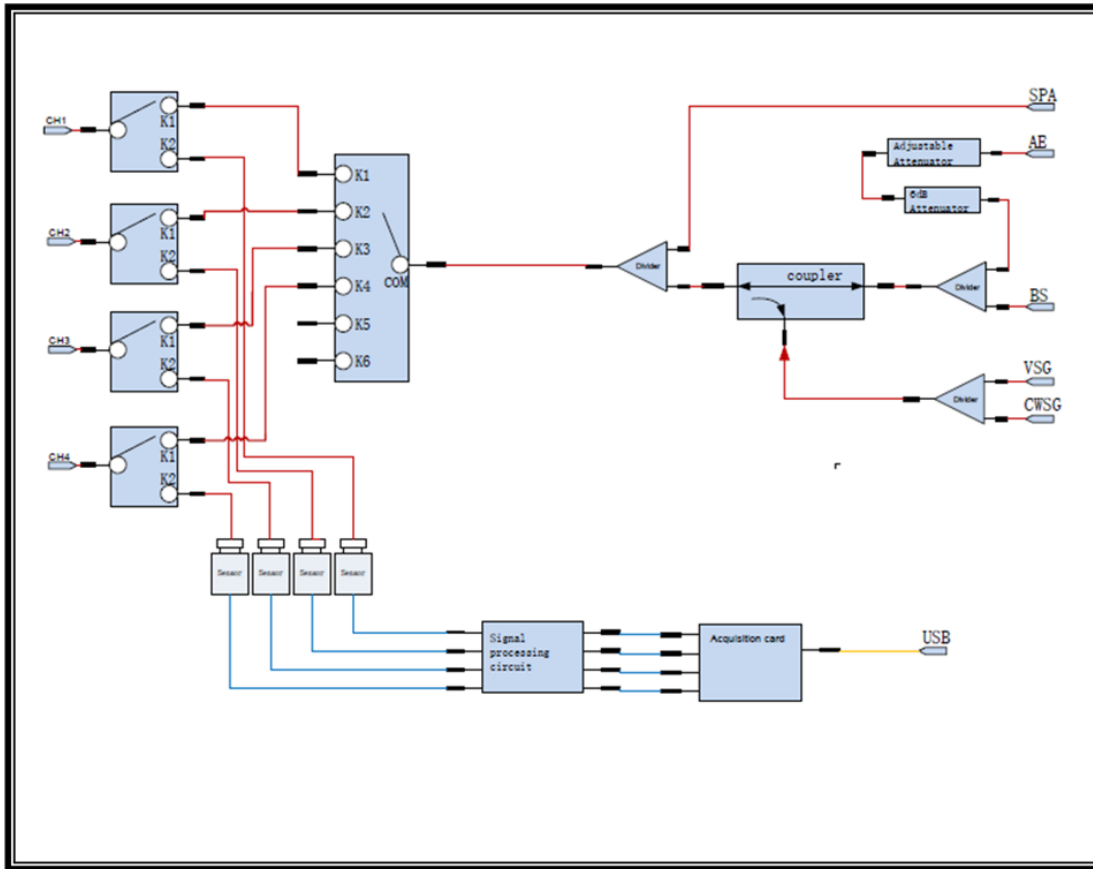 SPA
CH1
K1
K2
Adjustable
Attenuator
AE
6dB
Attenuator
CH2
K1
K2
K1
K2
K3
K4
K5
K6
COM
Divider
coupler
Divider
BS
CH3
K1
K2
VSG
Divider
CWSG
CH4
K1
K2
Sensor
Sensor
Sensor
Sensor
Signal
processing
circuit
Acquisition card
USB